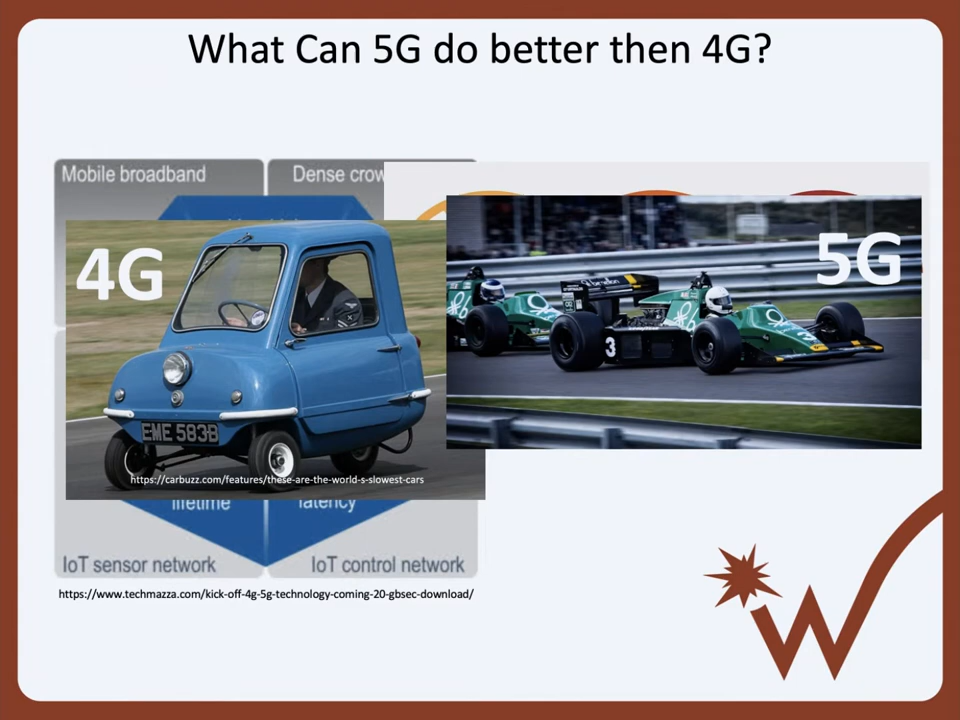 What Can 5G do better then 4G?
Mobile broadband
Dense crow
4G
5G
3
EME 583B
https://carbuzz.com/features/these-are-the-world-s-slowest-cars
lifetime
latency
IoT sensor network
IoT control network
https://www.techmazza.com/kick-off-4g-5g-technology-coming-20-gbsec-download/
W